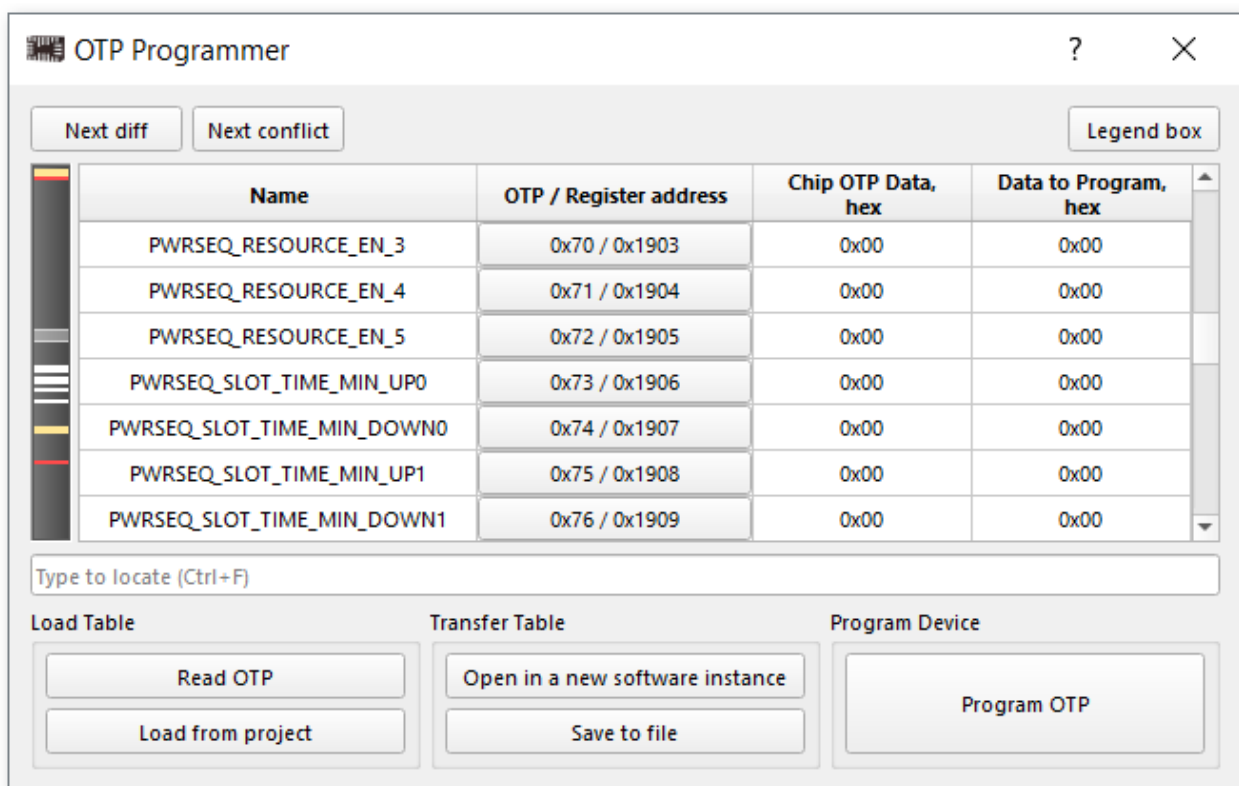 OTP Programmer ?
Next diff Next conflict Legend box
Name OTP / Register address Chip OTP Data, hex Data to Program, hex
PWRSEQ_RESOURCE_EN_3 0x70 / 0x1903 0x00 0x00
PWRSEQ_RESOURCE_EN_4 0x71 / 0x1904 0x00 0x00
PWRSEQ_RESOURCE_EN_5 0x72 / 0x1905 0x00 0x00
PWRSEQ_SLOT_TIME_MIN_UP0 0x73 / 0x1906 0x00 0x00
PWRSEQ_SLOT_TIME_MIN_DOWN0 0x74 / 0x1907 0x00 0x00
PWRSEQ_SLOT_TIME_MIN_UP1 0x75 / 0x1908 0x00 0x00
PWRSEQ_SLOT_TIME_MIN_DOWN1 0x76 / 0x1909 0x00 0x00
Type to locate (Ctrl+F)
Load Table Transfer Table Program Device
Read OTP Open in a new software instance Program OTP
Load from project Save to file